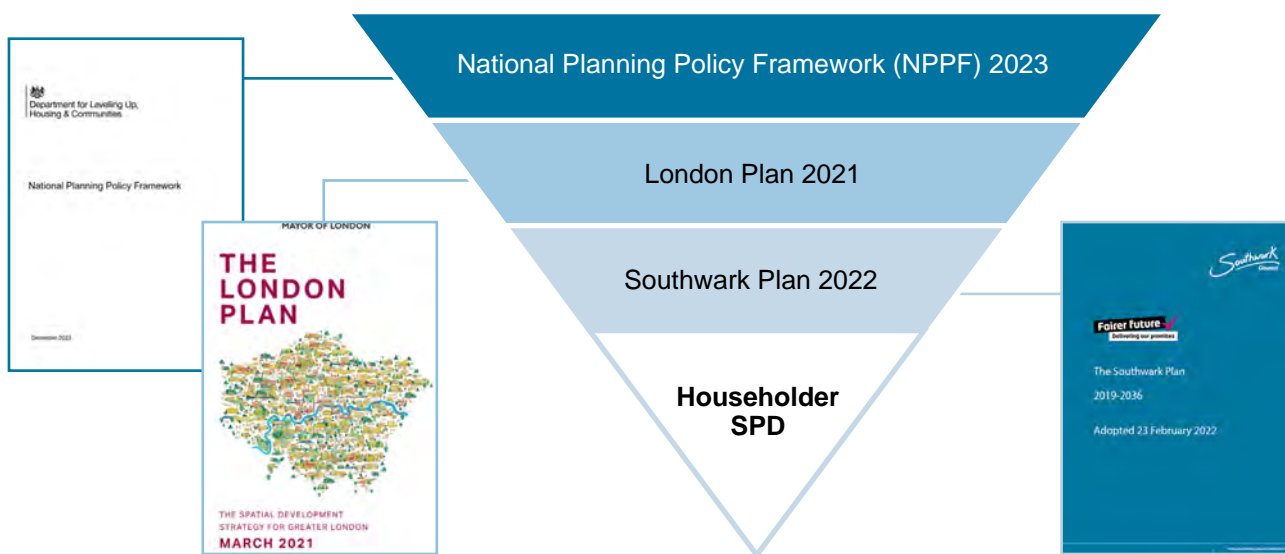 National Planning Policy Framework (NPPF) 2023
London Plan 2021
Southwark Plan 2022
Householder
SPD
Department for Levelling Up,
Housing & Communities
National Planning Policy Framework
December 2023
MAYOR OF LONDON
THE
LONDON
PLAN
THE SPATIAL DEVELOPMENT
STRATEGY FOR GREATER LONDON
MARCH 2021
Southwark
Council
Fairer future
Delivering our promises
The Southwark Plan
2019-2036
Adopted 23 February 2022